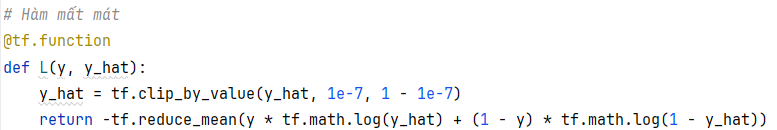 # Hàm mất mát
@tf.function
def L(y, y_hat):
    y_hat = tf.clip_by_value(y_hat, 1e-7, 1 - 1e-7)
    return -tf.reduce_mean(y * tf.math.log(y_hat) + (1 - y) * tf.math.log(1 - y_hat))